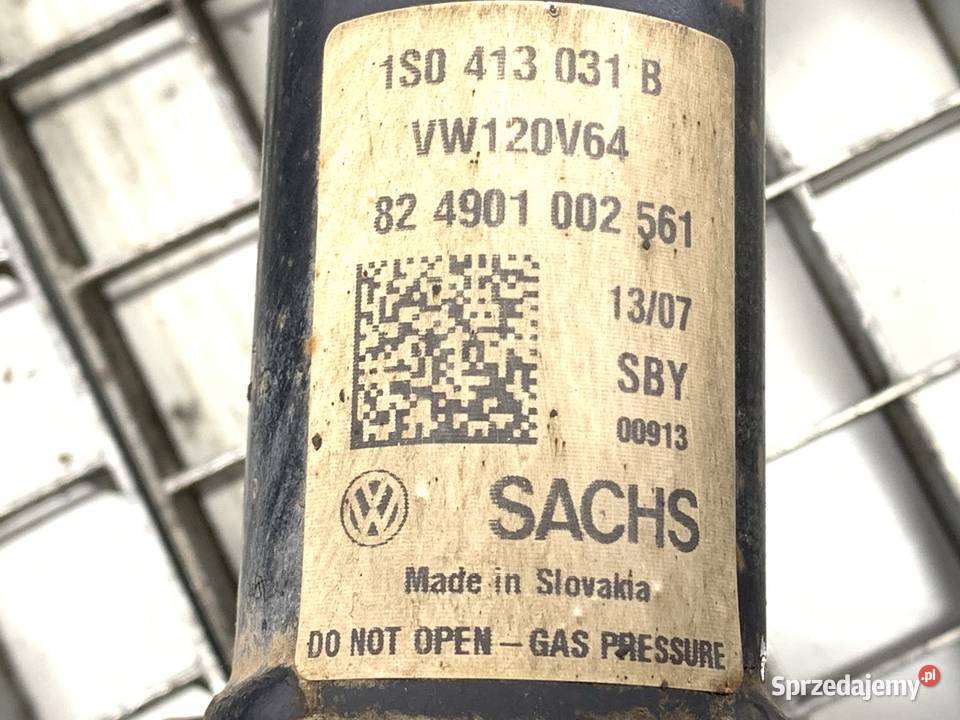 1S0 413 031 B
VW120V64
82 4901 002 561
13/07
SBY
00913
VW
SACHS
Made in Slovakia
DO NOT OPEN – GAS PRESSURE
Sprzedajemy.pl